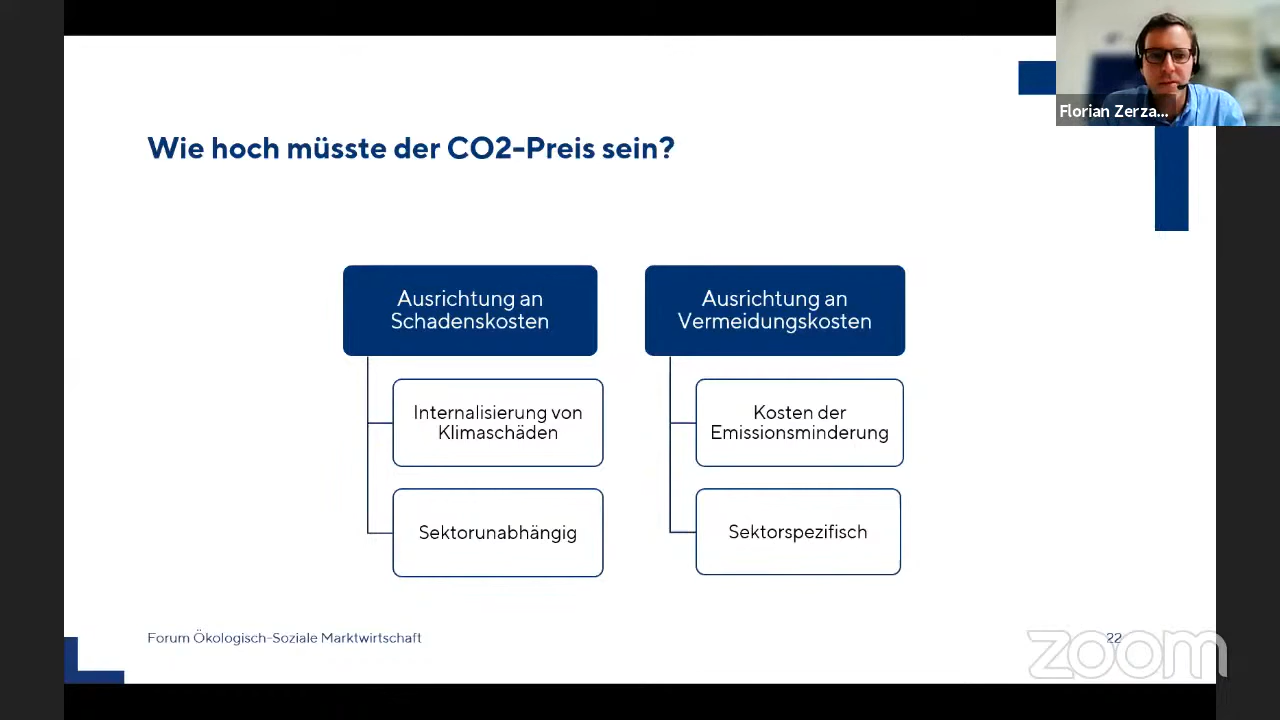 Florian Zerza...
Wie hoch müsste der CO2-Preis sein?
Ausrichtung an
Schadenskosten
Internalisierung von
Klimaschäden
Sektorunabhängig
Ausrichtung an
Vermeidungskosten
Kosten der
Emissionsminderung
Sektorspezifisch
Forum Ökologisch-Soziale Marktwirtschaft
22
zoom